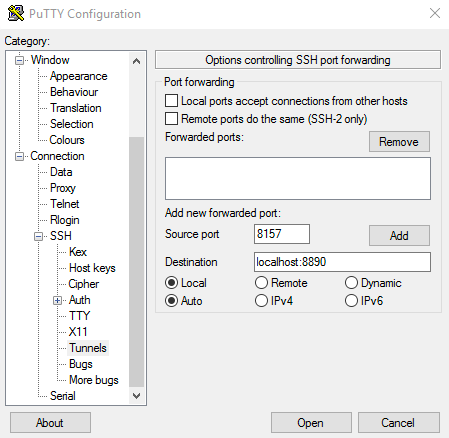 PuTTY Configuration
Category:
Window
Appearance
Behaviour
Translation
Selection
Colours
Connection
Data
Proxy
Telnet
Rlogin
SSH
Kex
Host keys
Cipher
Auth
TTY
X11
Tunnels
Bugs
More bugs
Serial
Options controlling SSH port forwarding
Port forwarding
Local ports accept connections from other hosts
Remote ports do the same (SSH-2 only)
Forwarded ports:
Remove
Add new forwarded port:
Source port 8157 Add
Destination localhost:8890
Local Remote Dynamic
Auto IPv4 IPv6
About Open Cancel